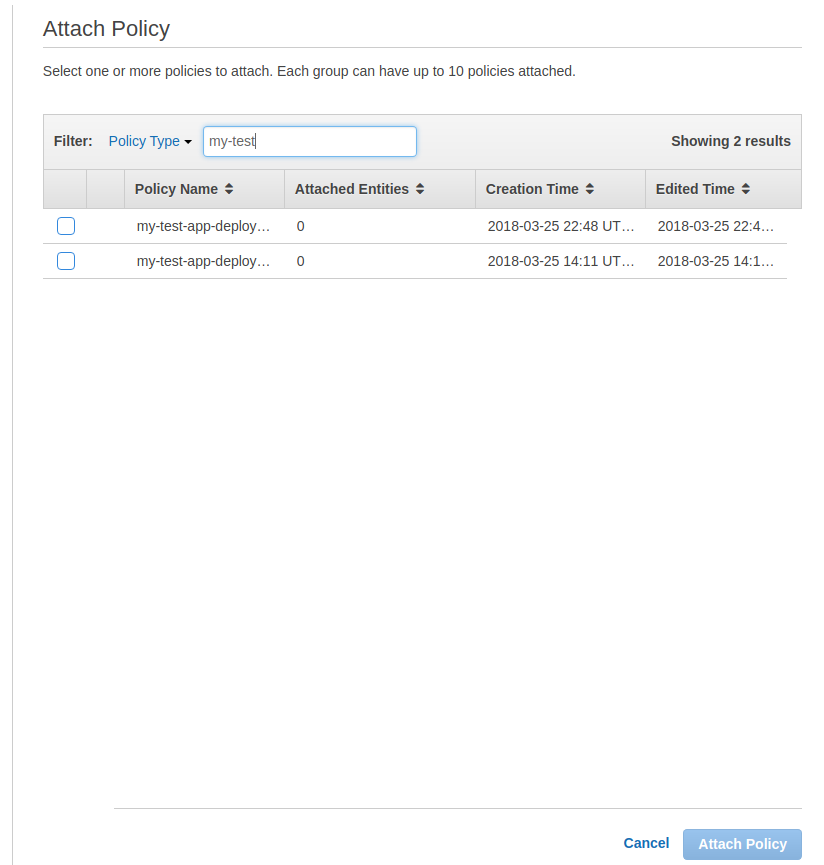 Attach Policy
Select one or more policies to attach. Each group can have up to 10 policies attached.
Filter: Policy Type my-test Showing 2 results
Policy Name Attached Entities Creation Time Edited Time
my-test-app-deploy… 0 2018-03-25 22:48 UT… 2018-03-25 22:4…
my-test-app-deploy… 0 2018-03-25 14:11 UT… 2018-03-25 14:1…
Cancel Attach Policy